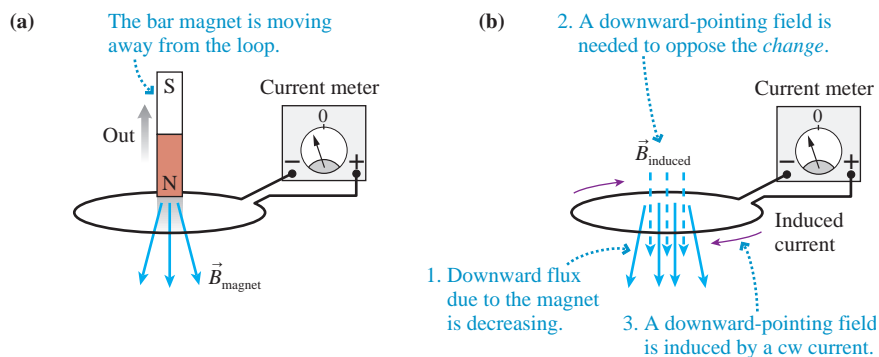 (a)
The bar magnet is moving
away from the loop.
S
Out
N
Current meter
0
− +
B⃗magnet
(b)
2. A downward-pointing field is
needed to oppose the change.
Current meter
0
− +
B⃗induced
Induced
current
1. Downward flux
due to the magnet
is decreasing.
3. A downward-pointing field
is induced by a cw current.